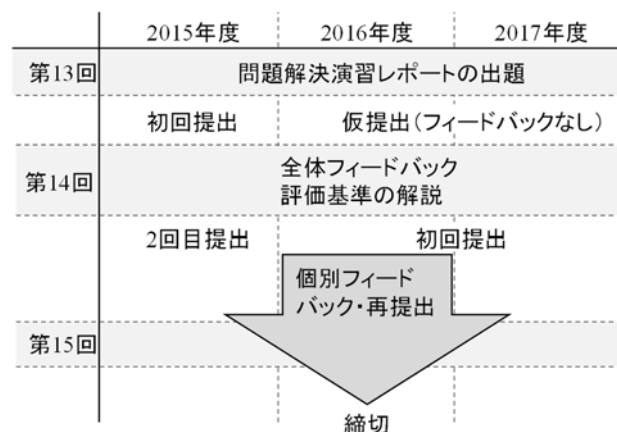 2015年度 2016年度 2017年度
第13回 問題解決演習レポートの出題
初回提出 仮提出(フィードバックなし)
第14回 全体フィードバック
評価基準の解説
2回目提出 初回提出
個別フィード
バック・再提出
第15回
締切